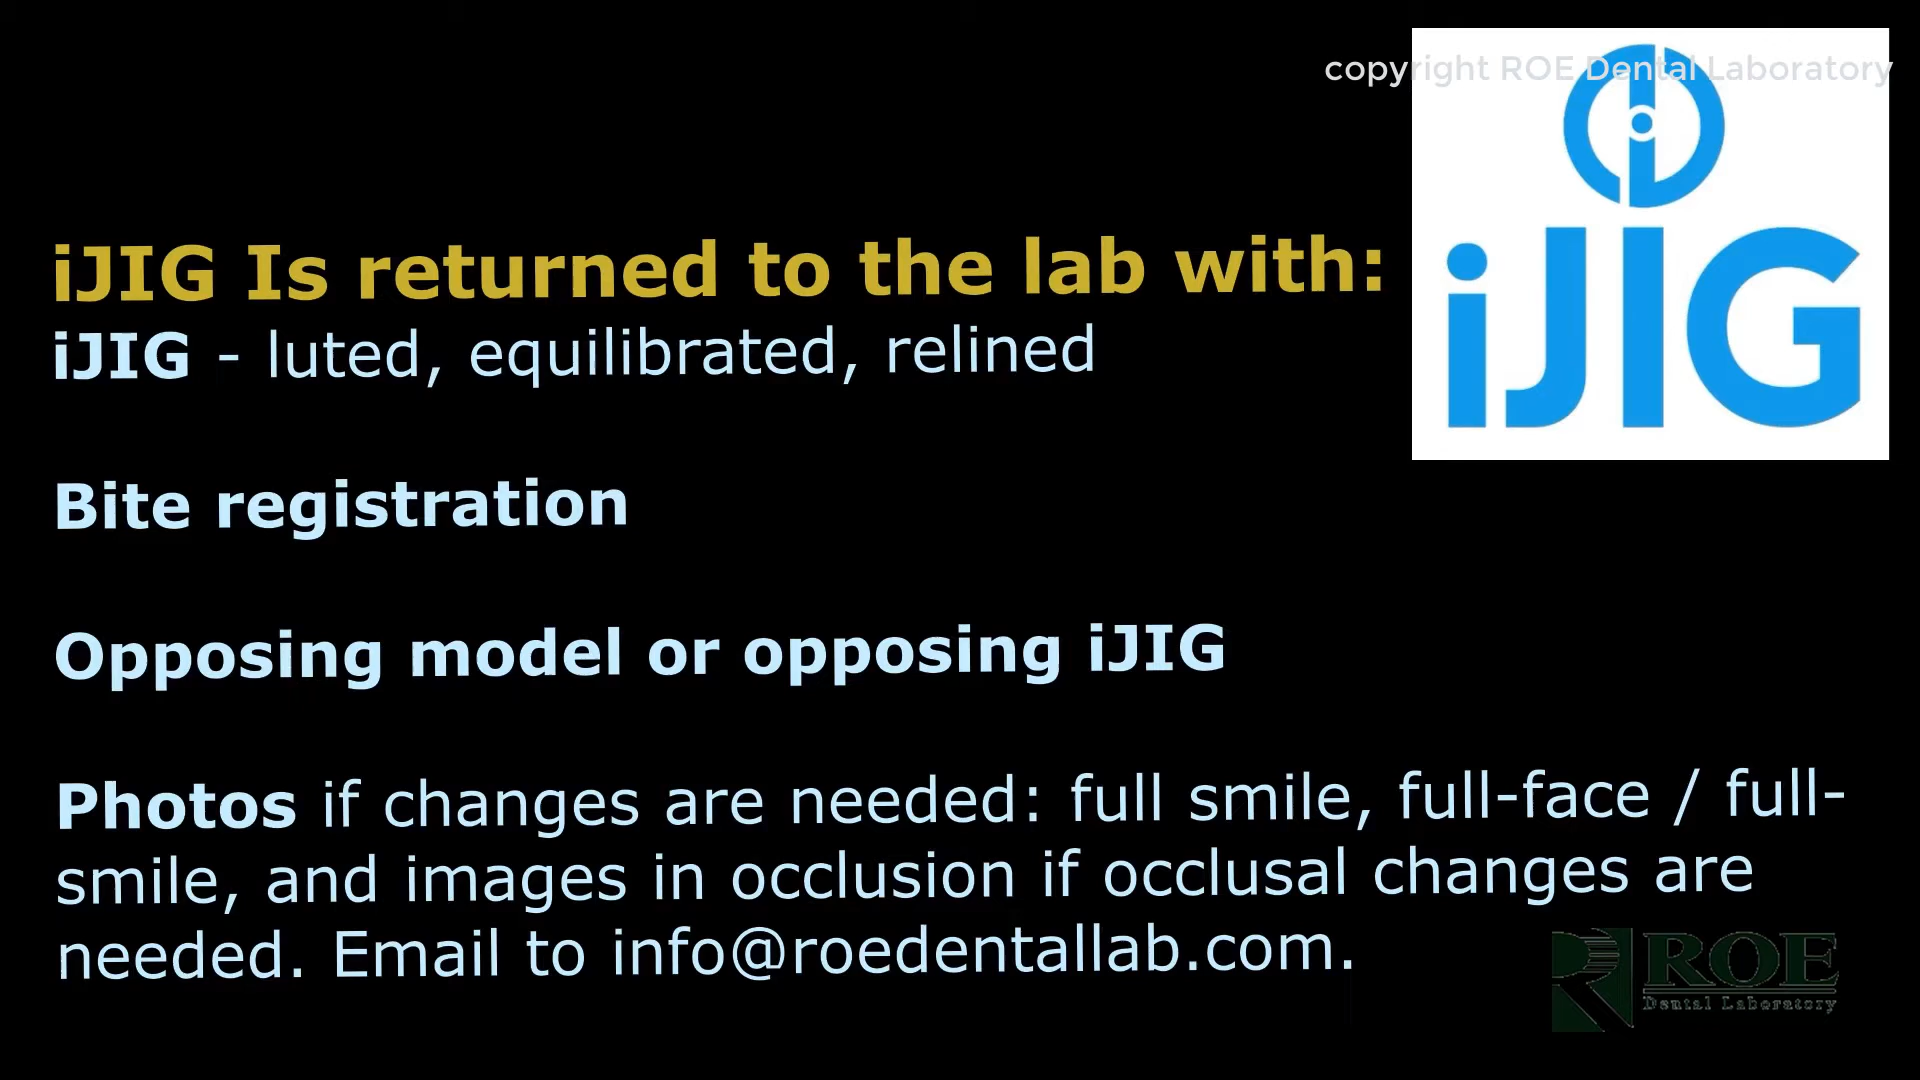 copyright ROE Dental Laboratory
iJIG
iJIG Is returned to the lab with:
iJIG - luted, equilibrated, relined
Bite registration
Opposing model or opposing iJIG
Photos if changes are needed: full smile, full-face / full-
smile, and images in occlusion if occlusal changes are
needed. Email to info@roedentallab.com.
ROE
Dental Laboratory